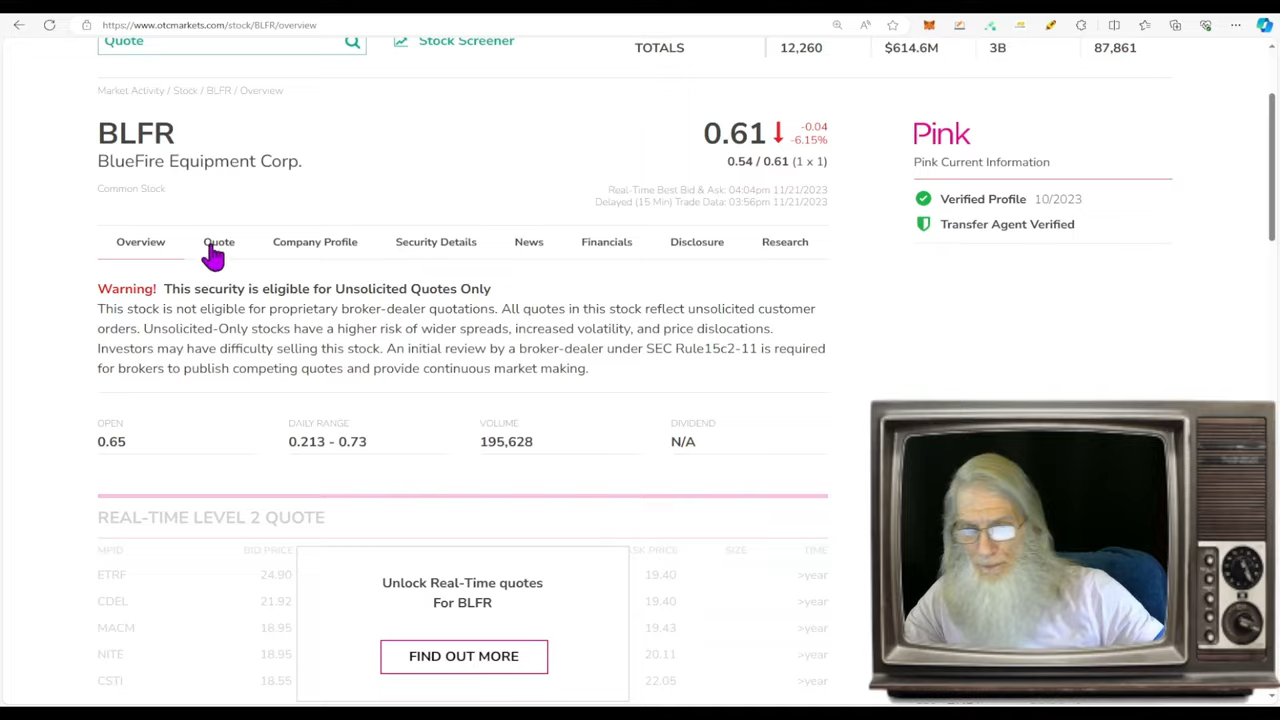 https://www.otcmarkets.com/stock/BLFR/overview
Quote
Stock Screener
TOTALS 12,260 $614.6M 3B 87,861
Market Activity / Stock / BLFR / Overview
BLFR
0.61 -0.04
-6.15%
Pink
BlueFire Equipment Corp.
0.54 / 0.61 (1 x 1)
Pink Current Information
Common Stock
Real-Time Best Bid & Ask: 04:04pm 11/21/2023
Delayed (15 Min) Trade Data: 03:56pm 11/21/2023
Verified Profile 10/2023
Transfer Agent Verified
Overview Quote Company Profile Security Details News Financials Disclosure Research
Warning! This security is eligible for Unsolicited Quotes Only
This stock is not eligible for proprietary broker-dealer quotations. All quotes in this stock reflect unsolicited customer
orders. Unsolicited-Only stocks have a higher risk of wider spreads, increased volatility, and price dislocations.
Investors may have difficulty selling this stock. An initial review by a broker-dealer under SEC Rule15c2-11 is required
for brokers to publish competing quotes and provide continuous market making.
OPEN DAILY RANGE VOLUME DIVIDEND
0.65 0.213 - 0.73 195,628 N/A
REAL-TIME LEVEL 2 QUOTE
MPID BID PRICE ASK PRICE SIZE TIME
ETRF 24.90 19.40 >year
CDEL 21.92 19.40 >year
MACM 18.95 19.43 >year
NITE 18.95 20.11 >year
CSTI 18.55 22.05 >year
Unlock Real-Time quotes
For BLFR
FIND OUT MORE